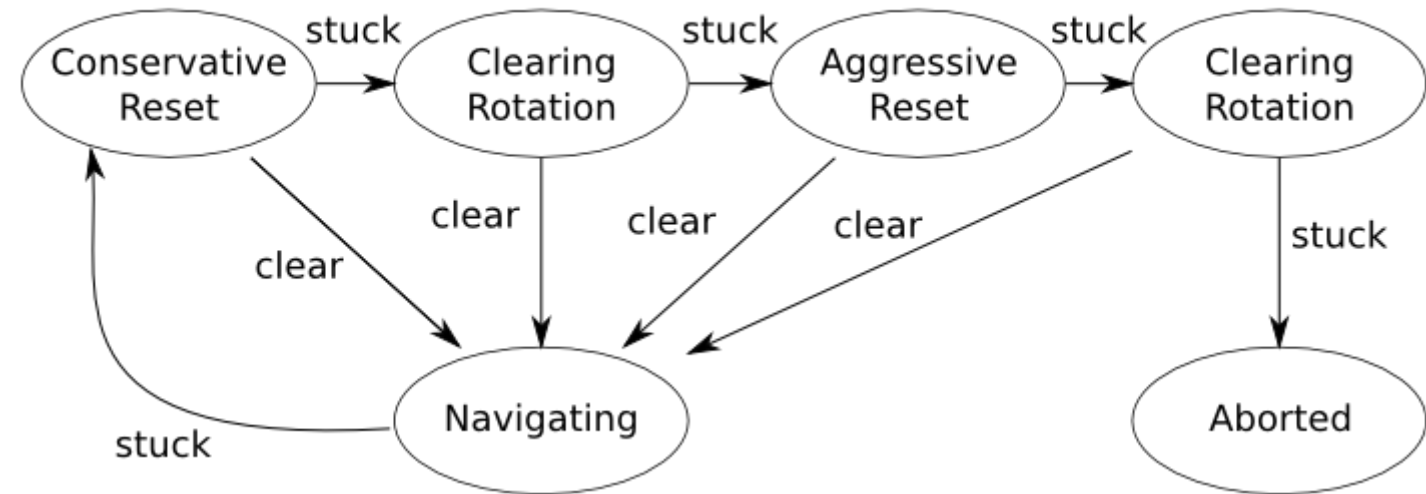 stuck
stuck
stuck
Conservative
Reset
Clearing
Rotation
Aggressive
Reset
Clearing
Rotation
clear
clear
clear
clear
stuck
Navigating
Aborted
stuck